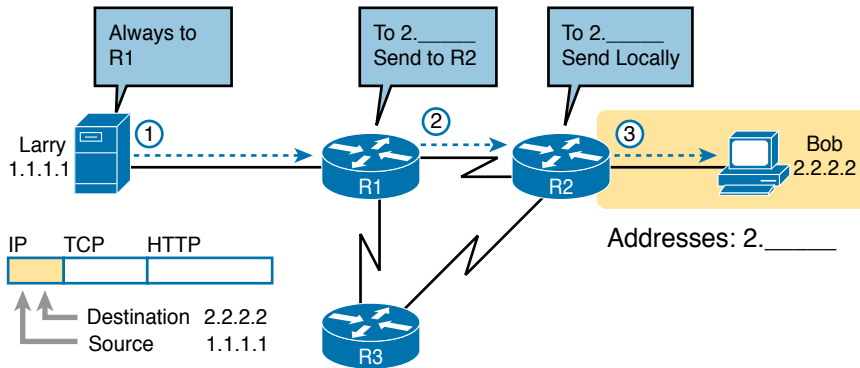 Always to
R1
To 2._____
Send to R2
To 2._____
Send Locally
1
2
3
Larry
1.1.1.1
R1
R2
Bob
2.2.2.2
Addresses: 2._____
IP TCP HTTP
Destination 2.2.2.2
Source 1.1.1.1
R3